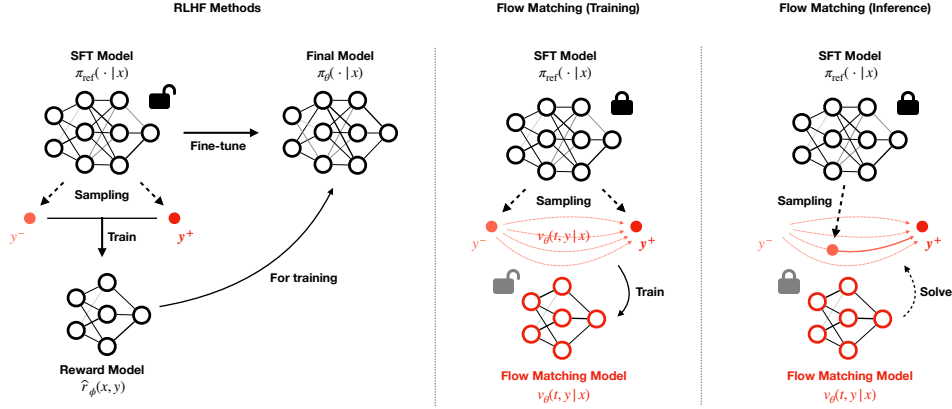 RLHF Methods
SFT Model
π_ref( · | x)
Final Model
π_θ( · | x)
Fine-tune
Sampling
y⁻
y⁺
Train
For training
Reward Model
r̂_ϕ(x, y)
Flow Matching (Training)
SFT Model
π_ref( · | x)
Sampling
y⁻
v_θ(t, y | x)
y⁺
Train
Flow Matching Model
v_θ(t, y | x)
Flow Matching (Inference)
SFT Model
π_ref( · | x)
Sampling
y⁻
y⁺
Solve
Flow Matching Model
v_θ(t, y | x)